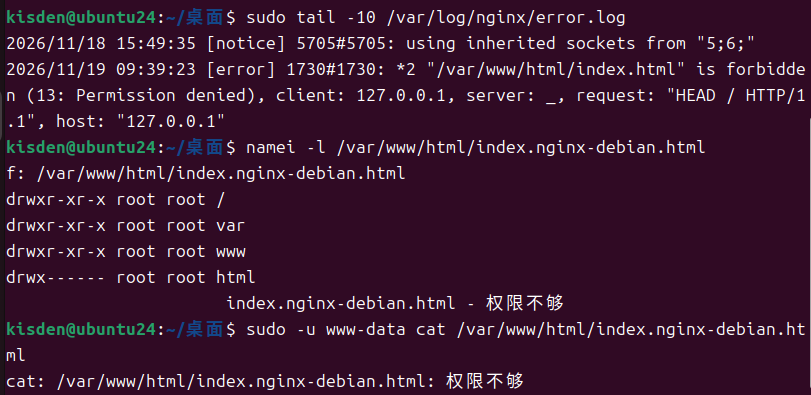 kisden@ubuntu24:~/桌面$ sudo tail -10 /var/log/nginx/error.log
2026/11/18 15:49:35 [notice] 5705#5705: using inherited sockets from "5;6;"
2026/11/19 09:39:23 [error] 1730#1730: *2 "/var/www/html/index.html" is forbidde
n (13: Permission denied), client: 127.0.0.1, server: _, request: "HEAD / HTTP/1
.1", host: "127.0.0.1"
kisden@ubuntu24:~/桌面$ namei -l /var/www/html/index.nginx-debian.html
f: /var/www/html/index.nginx-debian.html
drwxr-xr-x root root /
drwxr-xr-x root root var
drwxr-xr-x root root www
drwx------ root root html
                     index.nginx-debian.html - 权限不够
kisden@ubuntu24:~/桌面$ sudo -u www-data cat /var/www/html/index.nginx-debian.ht
ml
cat: /var/www/html/index.nginx-debian.html: 权限不够